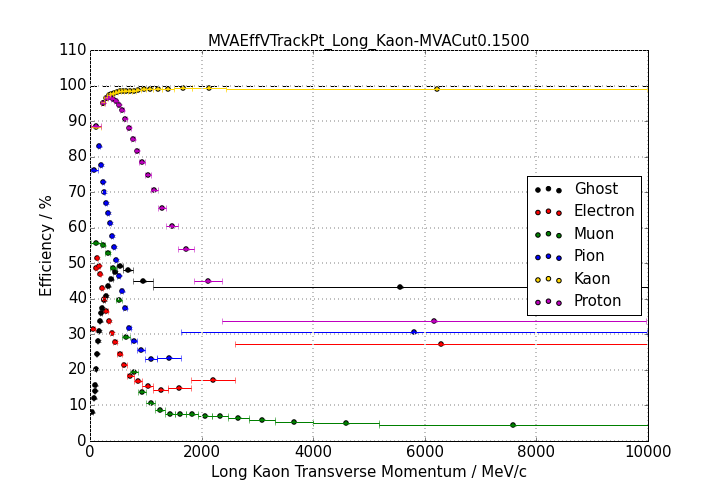 MVAEffVTrackPt_Long_Kaon-MVACut0.1500
110
100
90
80
70
60
50
40
30
20
10
0
Efficiency / %
Ghost
Electron
Muon
Pion
Kaon
Proton
0 2000 4000 6000 8000 10000
Long Kaon Transverse Momentum / MeV/c